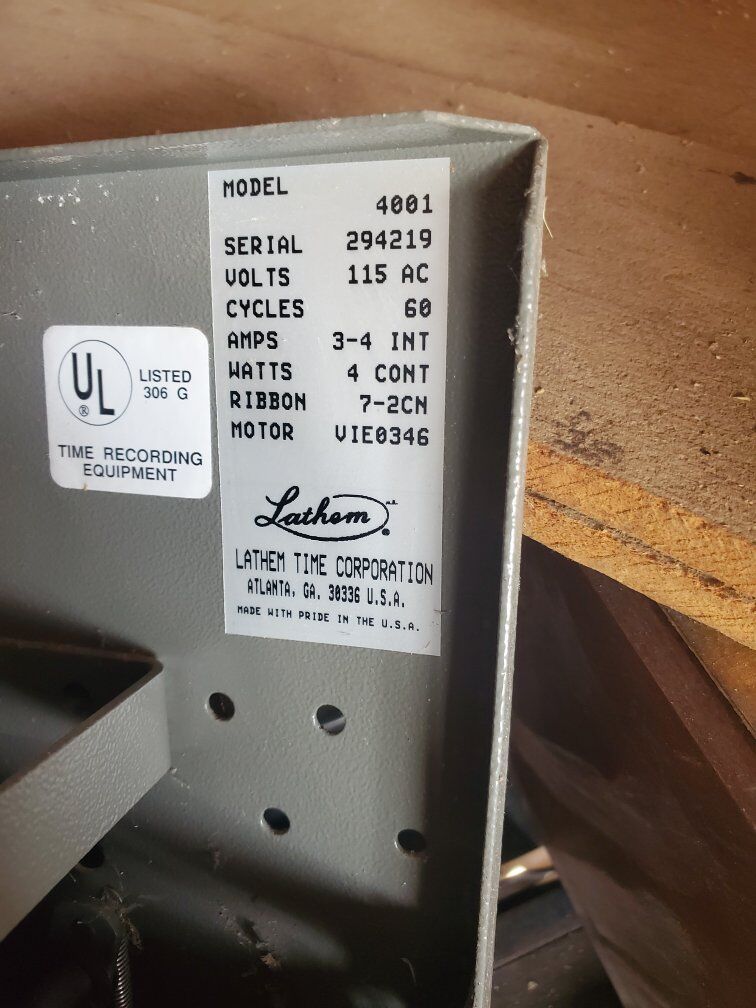 MODEL 4001
SERIAL 294219
VOLTS 115 AC
CYCLES 60
AMPS 3-4 INT
WATTS 4 CONT
RIBBON 7-2CN
MOTOR VIE0346
Lathem ®
LATHEM TIME CORPORATION
ATLANTA, GA. 30336 U.S.A.
MADE WITH PRIDE IN THE U.S.A.
UL ®
LISTED
306 G
TIME RECORDING
EQUIPMENT